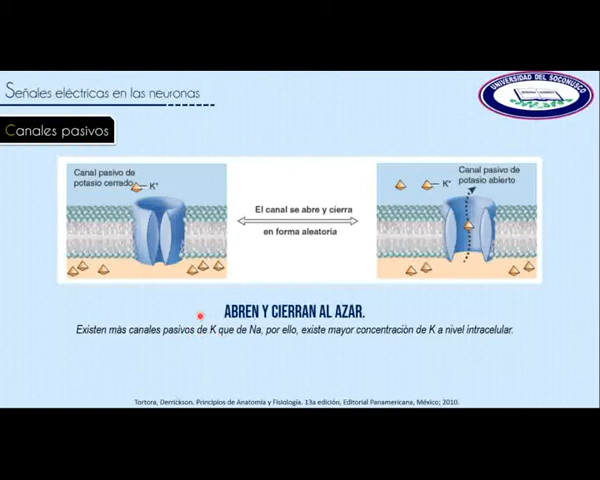 UNIVERSIDAD DEL SOCONUSCO
Señales eléctricas en las neuronas
Canales pasivos
Canal pasivo de
potasio cerrado
K⁺
El canal se abre y cierra
en forma aleatoria
Canal pasivo de
potasio abierto
K⁺
ABREN Y CIERRAN AL AZAR.
Existen más canales pasivos de K que de Na, por ello, existe mayor concentración de K a nivel intracelular.
Tortora, Derrickson. Principios de Anatomía y Fisiología. 13a edición, Editorial Panamericana, México; 2010.